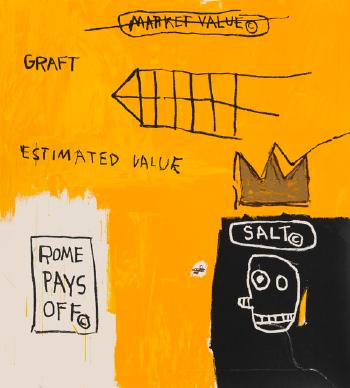 MARKET VALUE ©
GRAFT
ESTIMATED VALUE
SALT ©
ROME
PAYS
OFF ©